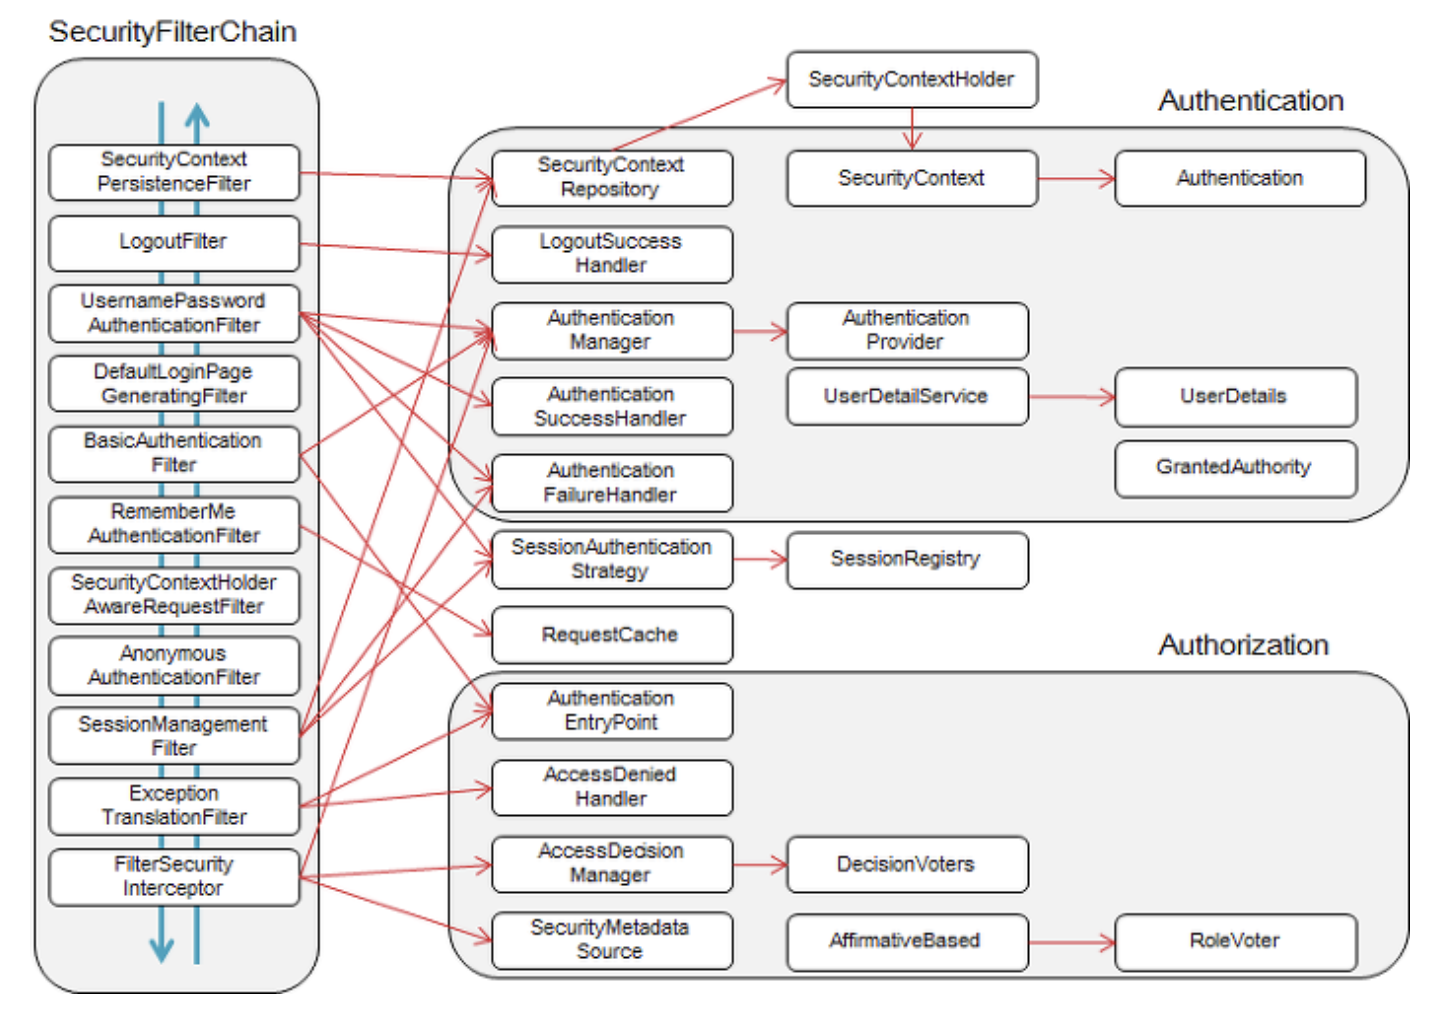 SecurityFilterChain
SecurityContext
PersistenceFilter
LogoutFilter
UsernamePassword
AuthenticationFilter
DefaultLoginPage
GeneratingFilter
BasicAuthentication
Filter
RememberMe
AuthenticationFilter
SecurityContextHolder
AwareRequestFilter
Anonymous
AuthenticationFilter
SessionManagement
Filter
Exception
TranslationFilter
FilterSecurity
Interceptor
SecurityContextHolder
Authentication
SecurityContext
Repository
SecurityContext
Authentication
LogoutSuccess
Handler
Authentication
Manager
Authentication
Provider
Authentication
SuccessHandler
UserDetailService
UserDetails
Authentication
FailureHandler
GrantedAuthority
SessionAuthentication
Strategy
SessionRegistry
RequestCache
Authorization
Authentication
EntryPoint
AccessDenied
Handler
AccessDecision
Manager
DecisionVoters
SecurityMetadata
Source
AffirmativeBased
RoleVoter